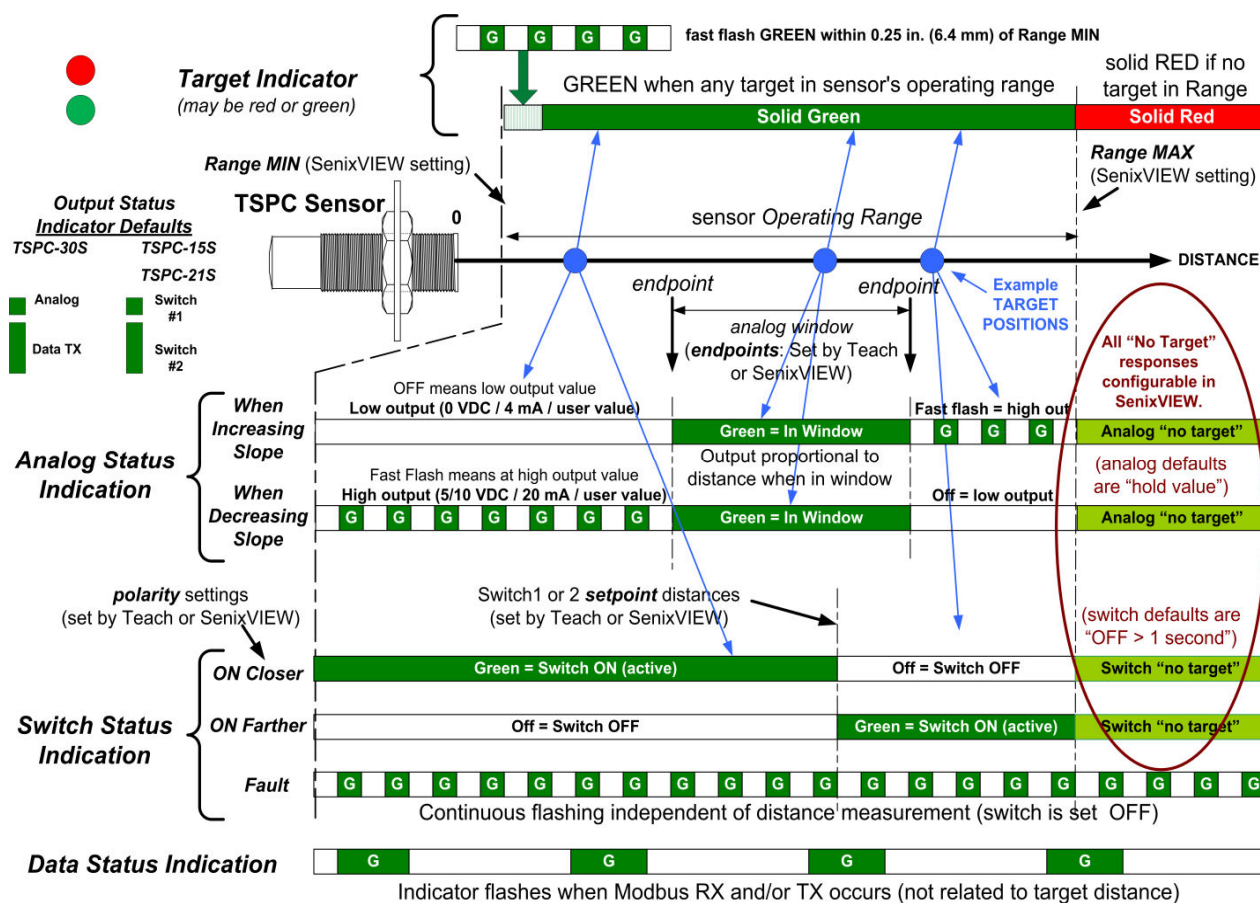 G G G G
fast flash GREEN within 0.25 in. (6.4 mm) of Range MIN
Target Indicator
(may be red or green)
GREEN when any target in sensor's operating range
solid RED if no
target in Range
Solid Green
Solid Red
Range MIN (SenixVIEW setting)
Range MAX
(SenixVIEW setting)
Output Status
Indicator Defaults
TSPC-30S
TSPC-15S
TSPC-21S
Analog
Switch
#1
Data TX
Switch
#2
TSPC Sensor
0
sensor Operating Range
DISTANCE
endpoint
endpoint
Example
TARGET
POSITIONS
analog window
(endpoints: Set by Teach
or SenixVIEW)
All “No Target”
responses
configurable in
SenixVIEW.
Analog Status
Indication
When
Increasing
Slope
OFF means low output value
Low output (0 VDC / 4 mA / user value)
Fast flash = high out
Green = In Window
G G G
Analog “no target”
Output proportional to
distance when in window
(analog defaults
are “hold value”)
When
Decreasing
Slope
Fast Flash means at high output value
High output (5/10 VDC / 20 mA / user value)
Off = low output
G G G G G G G
Green = In Window
Analog “no target”
polarity settings
(set by Teach or SenixVIEW)
Switch1 or 2 setpoint distances
(set by Teach or SenixVIEW)
(switch defaults are
“OFF > 1 second”)
Switch Status
Indication
ON Closer
Green = Switch ON (active)
Off = Switch OFF
Switch “no target”
ON Farther
Off = Switch OFF
Green = Switch ON (active)
Switch “no target”
Fault
G G G G G G G G G G G G G G G G G G G G
Continuous flashing independent of distance measurement (switch is set OFF)
Data Status Indication
G G G G
Indicator flashes when Modbus RX and/or TX occurs (not related to target distance)